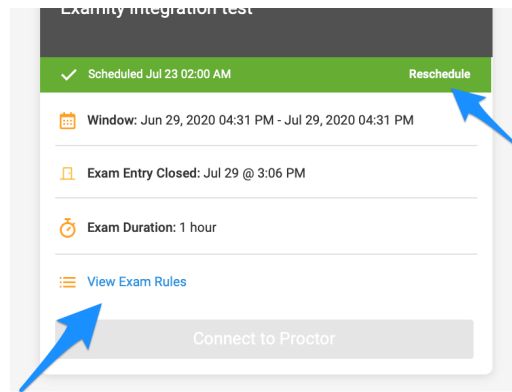 Examity integration test
Scheduled Jul 23 02:00 AM Reschedule
Window: Jun 29, 2020 04:31 PM - Jul 29, 2020 04:31 PM
Exam Entry Closed: Jul 29 @ 3:06 PM
Exam Duration: 1 hour
View Exam Rules
Connect to Proctor